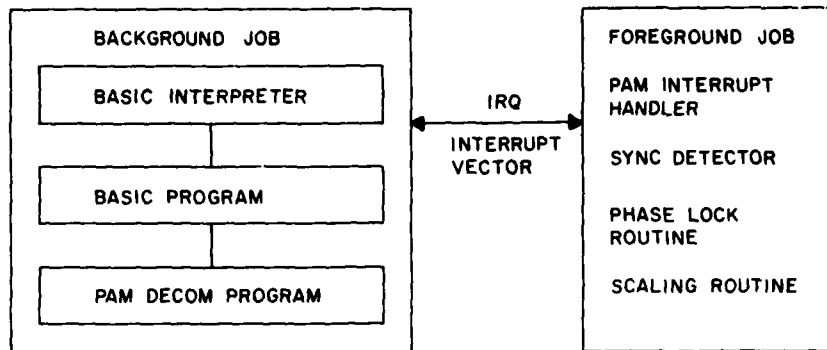 BACKGROUND JOB
BASIC INTERPRETER
BASIC PROGRAM
PAM DECOM PROGRAM
IRQ
INTERRUPT
VECTOR
FOREGROUND JOB
PAM INTERRUPT
HANDLER
SYNC DETECTOR
PHASE LOCK
ROUTINE
SCALING ROUTINE